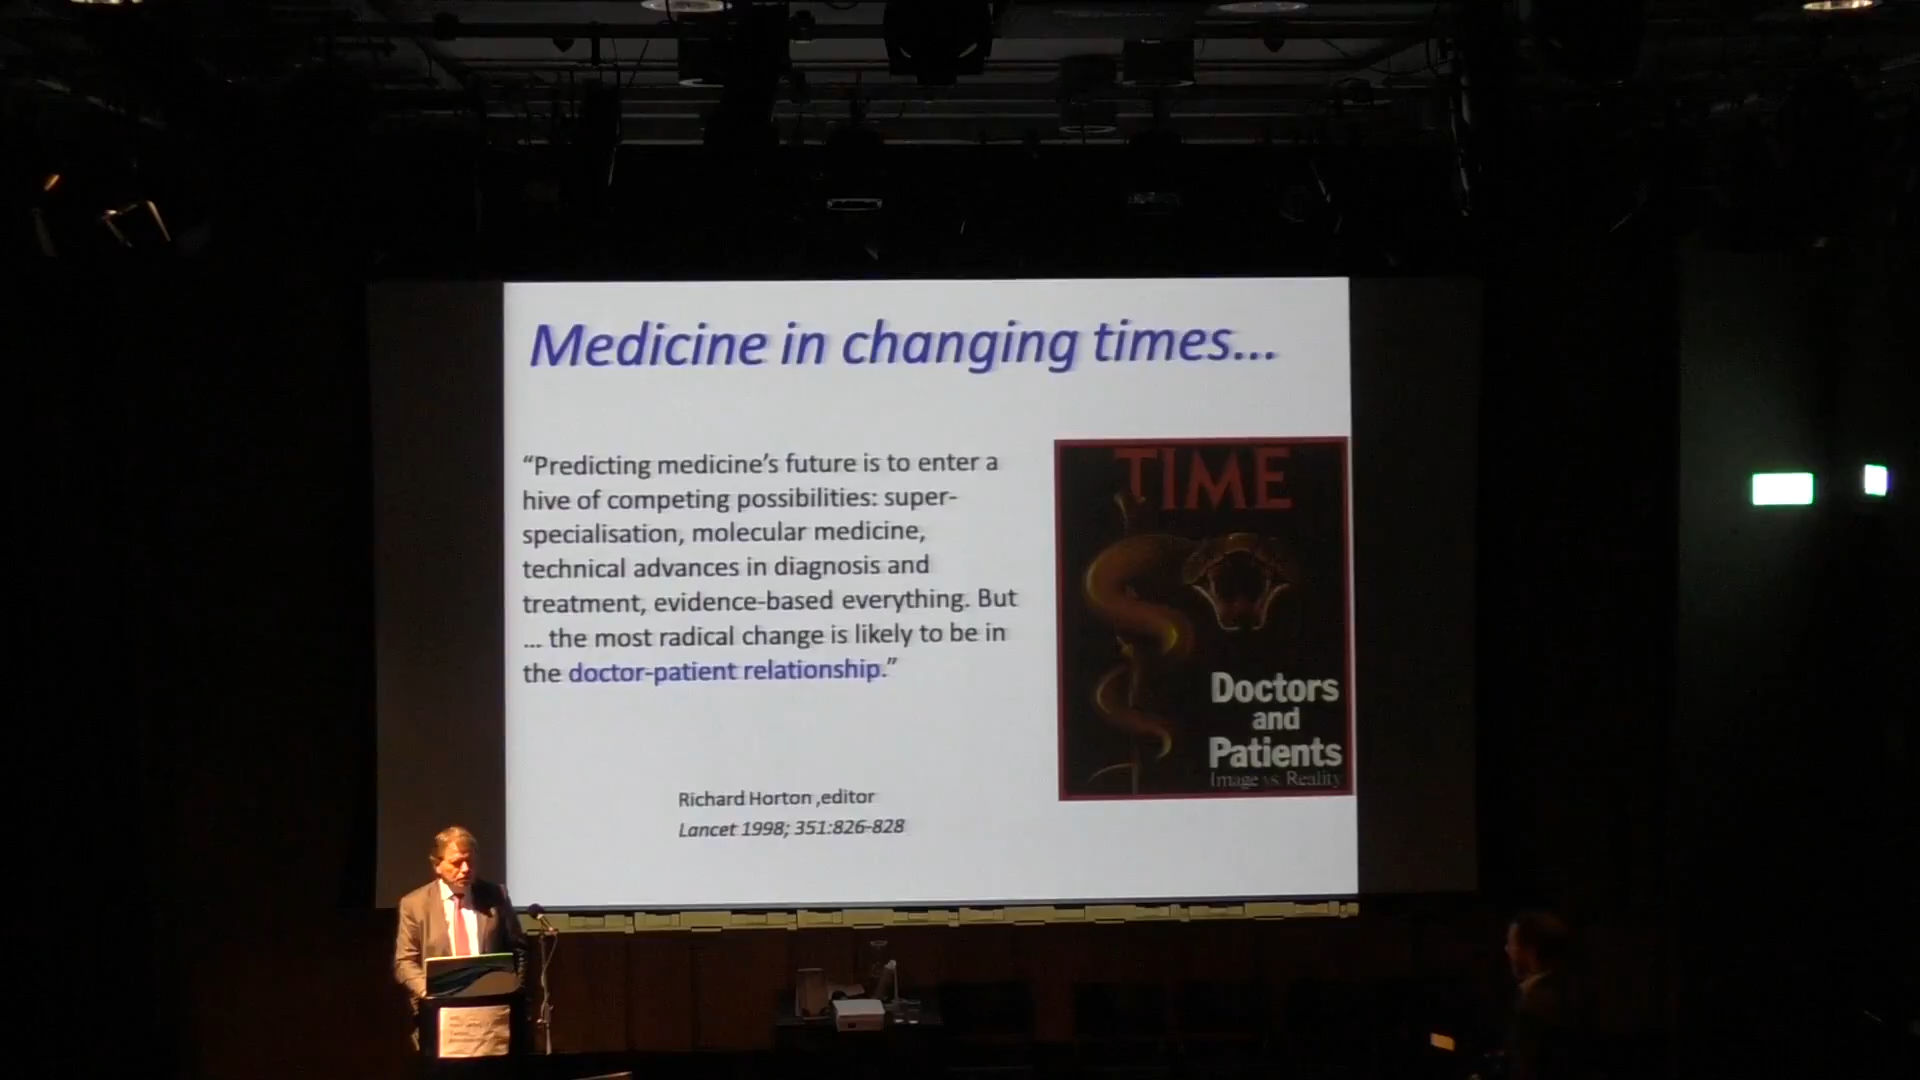 Medicine in changing times...
“Predicting medicine’s future is to enter a
hive of competing possibilities: super-
specialisation, molecular medicine,
technical advances in diagnosis and
treatment, evidence-based everything. But
... the most radical change is likely to be in
the doctor-patient relationship.”
Richard Horton ,editor
Lancet 1998; 351:826-828
TIME
Doctors
and
Patients
Image vs. Reality